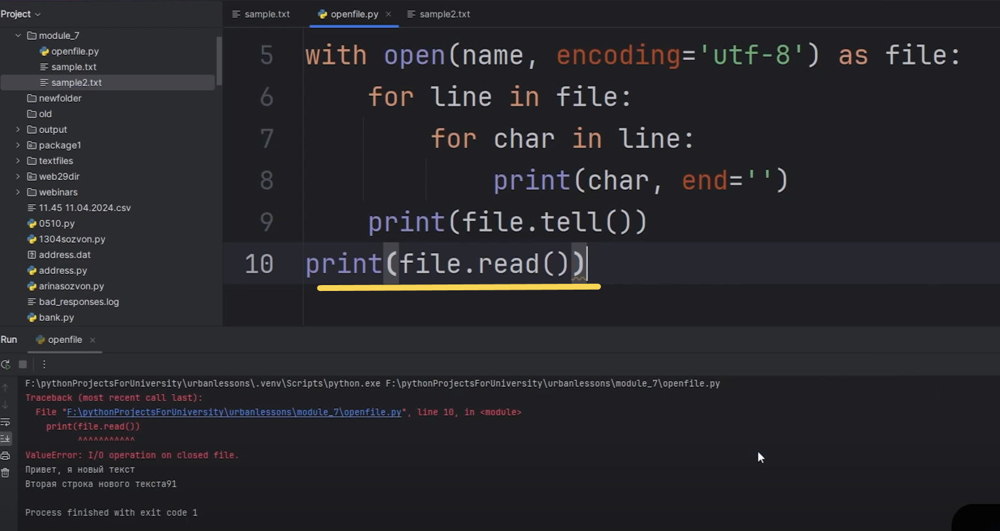 Project
module_7
openfile.py
sample.txt
sample2.txt
newfolder
old
output
package1
textfiles
web29dir
webinars
11.45 11.04.2024.csv
0510.py
1304sozvon.py
address.dat
address.py
arinasozvon.py
bad_responses.log
bank.py
sample.txt openfile.py sample2.txt
5 with open(name, encoding='utf-8') as file:
6 for line in file:
7 for char in line:
8 print(char, end='')
9 print(file.tell())
10 print(file.read())
Run openfile
F:\pythonProjectsForUniversity\urbanlessons\.venv\Scripts\python.exe F:\pythonProjectsForUniversity\urbanlessons\module_7\openfile.py
Traceback (most recent call last):
File "F:\pythonProjectsForUniversity\urbanlessons\module_7\openfile.py", line 10, in <module>
print(file.read())
^^^^^^^^^^^
ValueError: I/O operation on closed file.
Привет, я новый текст
Вторая строка нового текста91
Process finished with exit code 1